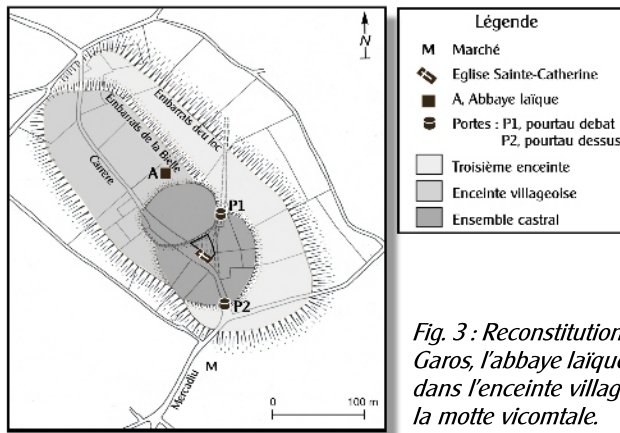 N
Embarrats deu loc
Embarrats de la Bielle
Carrère
A
P1
P2
M
Mercadiu
0 100 m
Légende
M Marché
Eglise Sainte-Catherine
A, Abbaye laïque
Portes : P1, pourtau debat
P2, pourtau dessus
Troisième enceinte
Enceinte villageoise
Ensemble castral
Fig. 3 : Reconstitution
Garos, l'abbaye laïque
dans l'enceinte villag
la motte vicomtale.